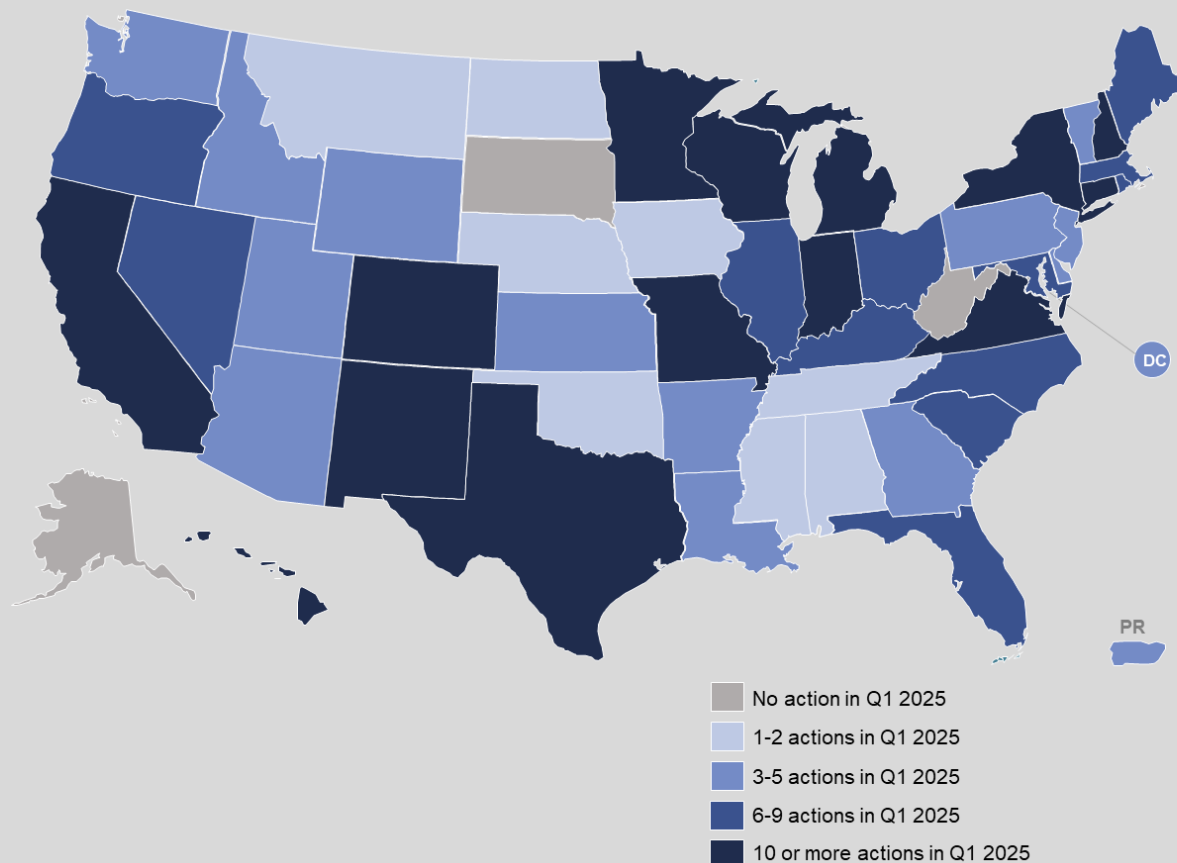 DC
PR
No action in Q1 2025
1-2 actions in Q1 2025
3-5 actions in Q1 2025
6-9 actions in Q1 2025
10 or more actions in Q1 2025